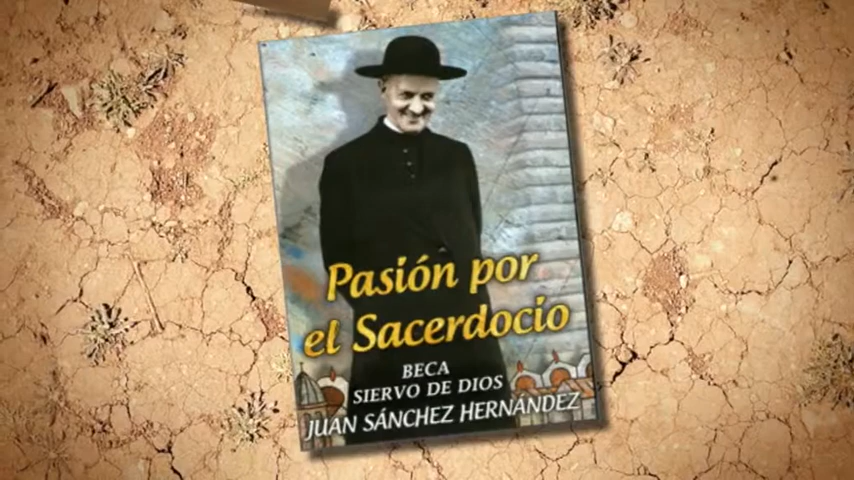 Pasión por
el Sacerdocio
BECA
SIERVO DE DIOS
JUAN SÁNCHEZ HERNÁNDEZ